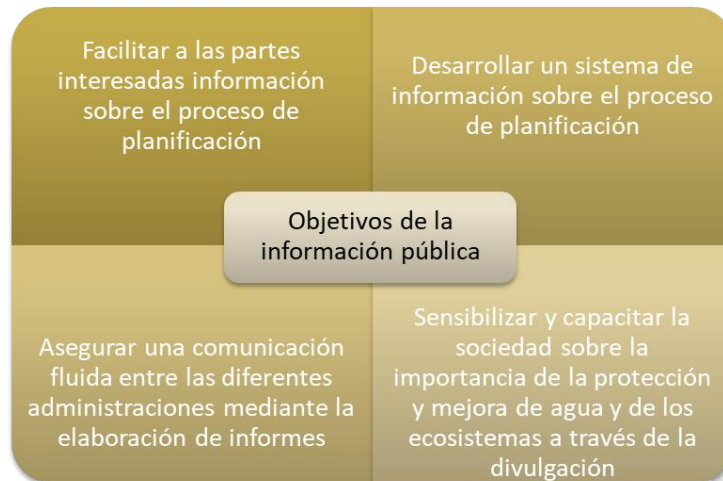 Facilitar a las partes
interesadas información
sobre el proceso de
planificación
Desarrollar un sistema de
información sobre el proceso
de planificación
Objetivos de la
información pública
Asegurar una comunicación
fluida entre las diferentes
administraciones mediante la
elaboración de informes
Sensibilizar y capacitar la
sociedad sobre la
importancia de la protección
y mejora de agua y de los
ecosistemas a través de la
divulgación